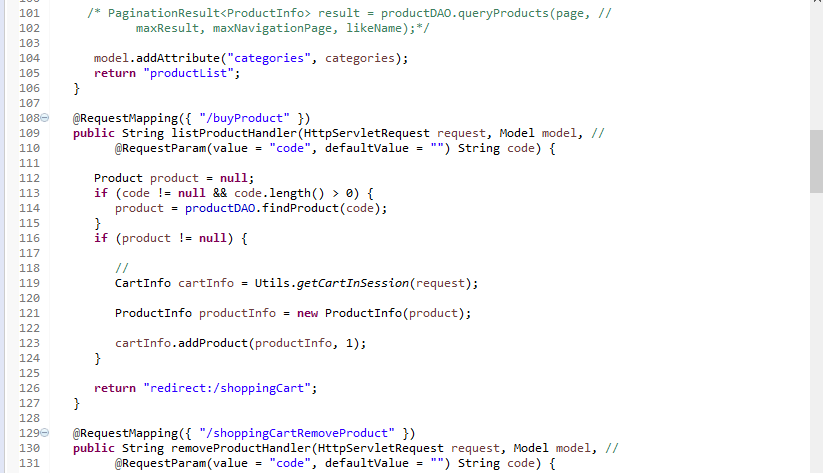 101 /* PaginationResult<ProductInfo> result = productDAO.queryProducts(page, //
102 maxResult, maxNavigationPage, likeName);*/
103
104 model.addAttribute("categories", categories);
105 return "productList";
106 }
107
108 @RequestMapping({ "/buyProduct" })
109 public String listProductHandler(HttpServletRequest request, Model model, //
110 @RequestParam(value = "code", defaultValue = "") String code) {
111
112 Product product = null;
113 if (code != null && code.length() > 0) {
114 product = productDAO.findProduct(code);
115 }
116 if (product != null) {
117
118 //
119 CartInfo cartInfo = Utils.getCartInSession(request);
120
121 ProductInfo productInfo = new ProductInfo(product);
122
123 cartInfo.addProduct(productInfo, 1);
124 }
125
126 return "redirect:/shoppingCart";
127 }
128
129 @RequestMapping({ "/shoppingCartRemoveProduct" })
130 public String removeProductHandler(HttpServletRequest request, Model model, //
131 @RequestParam(value = "code", defaultValue = "") String code) {